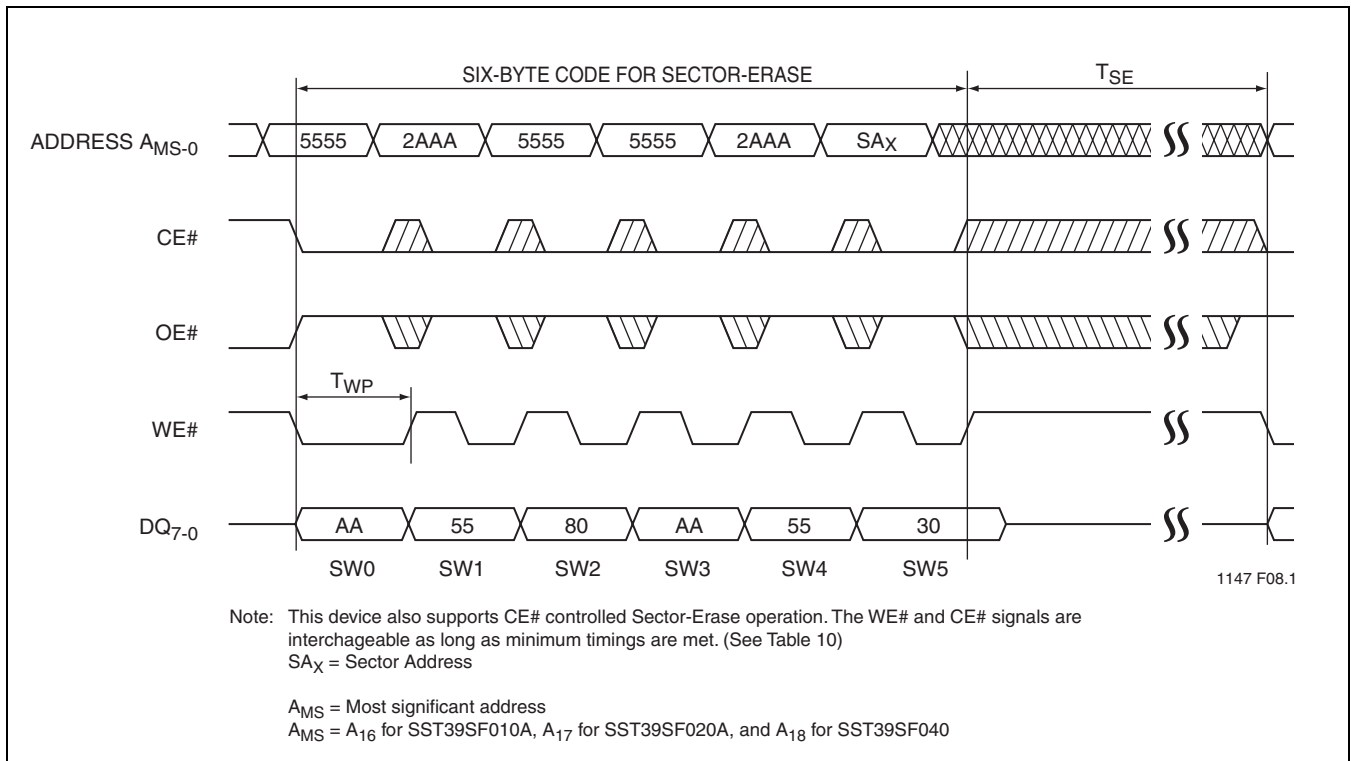 SIX-BYTE CODE FOR SECTOR-ERASE
TSE
ADDRESS AMS-0
5555 2AAA 5555 5555 2AAA SAX
CE#
OE#
TWP
WE#
DQ7-0
AA 55 80 AA 55 30
SW0 SW1 SW2 SW3 SW4 SW5
1147 F08.1
Note: This device also supports CE# controlled Sector-Erase operation. The WE# and CE# signals are
interchageable as long as minimum timings are met. (See Table 10)
SAX = Sector Address
AMS = Most significant address
AMS = A16 for SST39SF010A, A17 for SST39SF020A, and A18 for SST39SF040